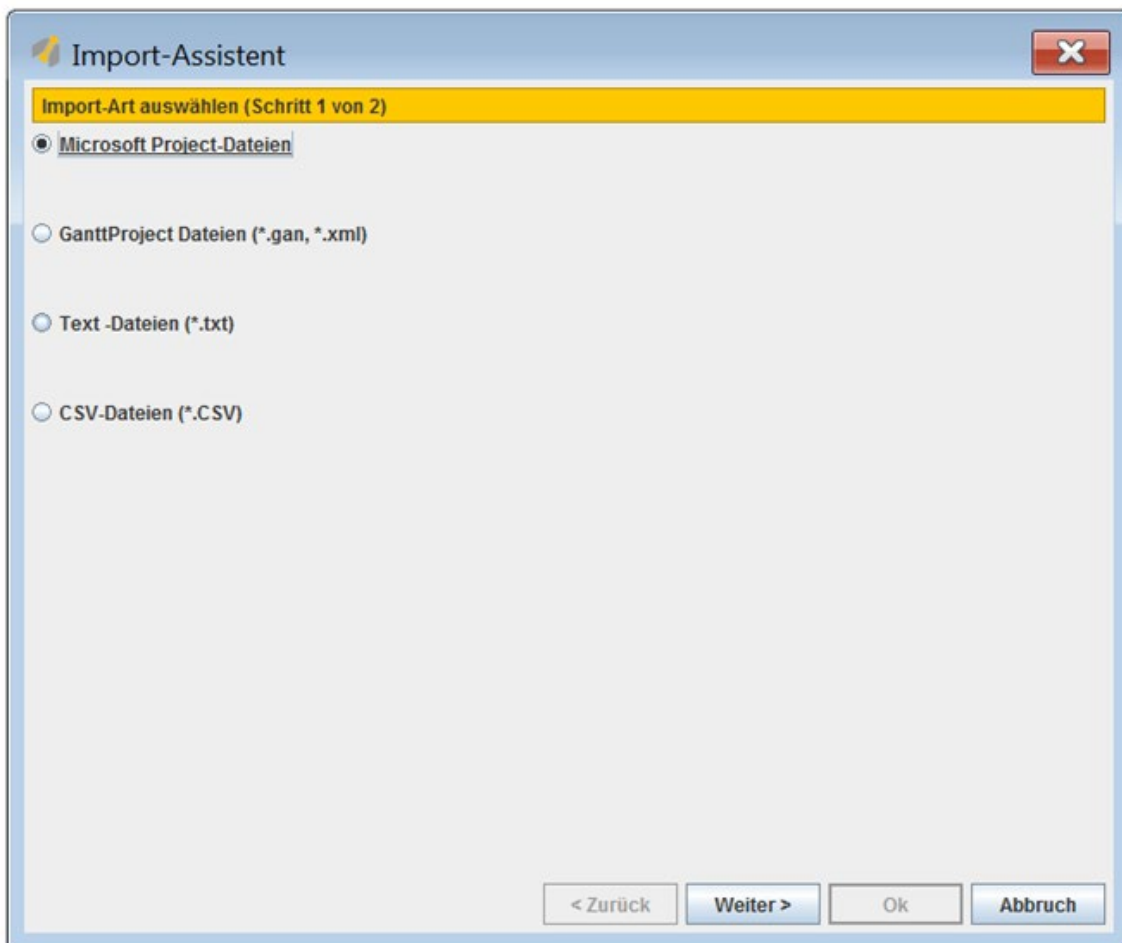 Import-Assistent
Import-Art auswählen (Schritt 1 von 2)
Microsoft Project-Dateien
GanttProject Dateien (*.gan, *.xml)
Text -Dateien (*.txt)
CSV-Dateien (*.CSV)
< Zurück Weiter > Ok Abbruch